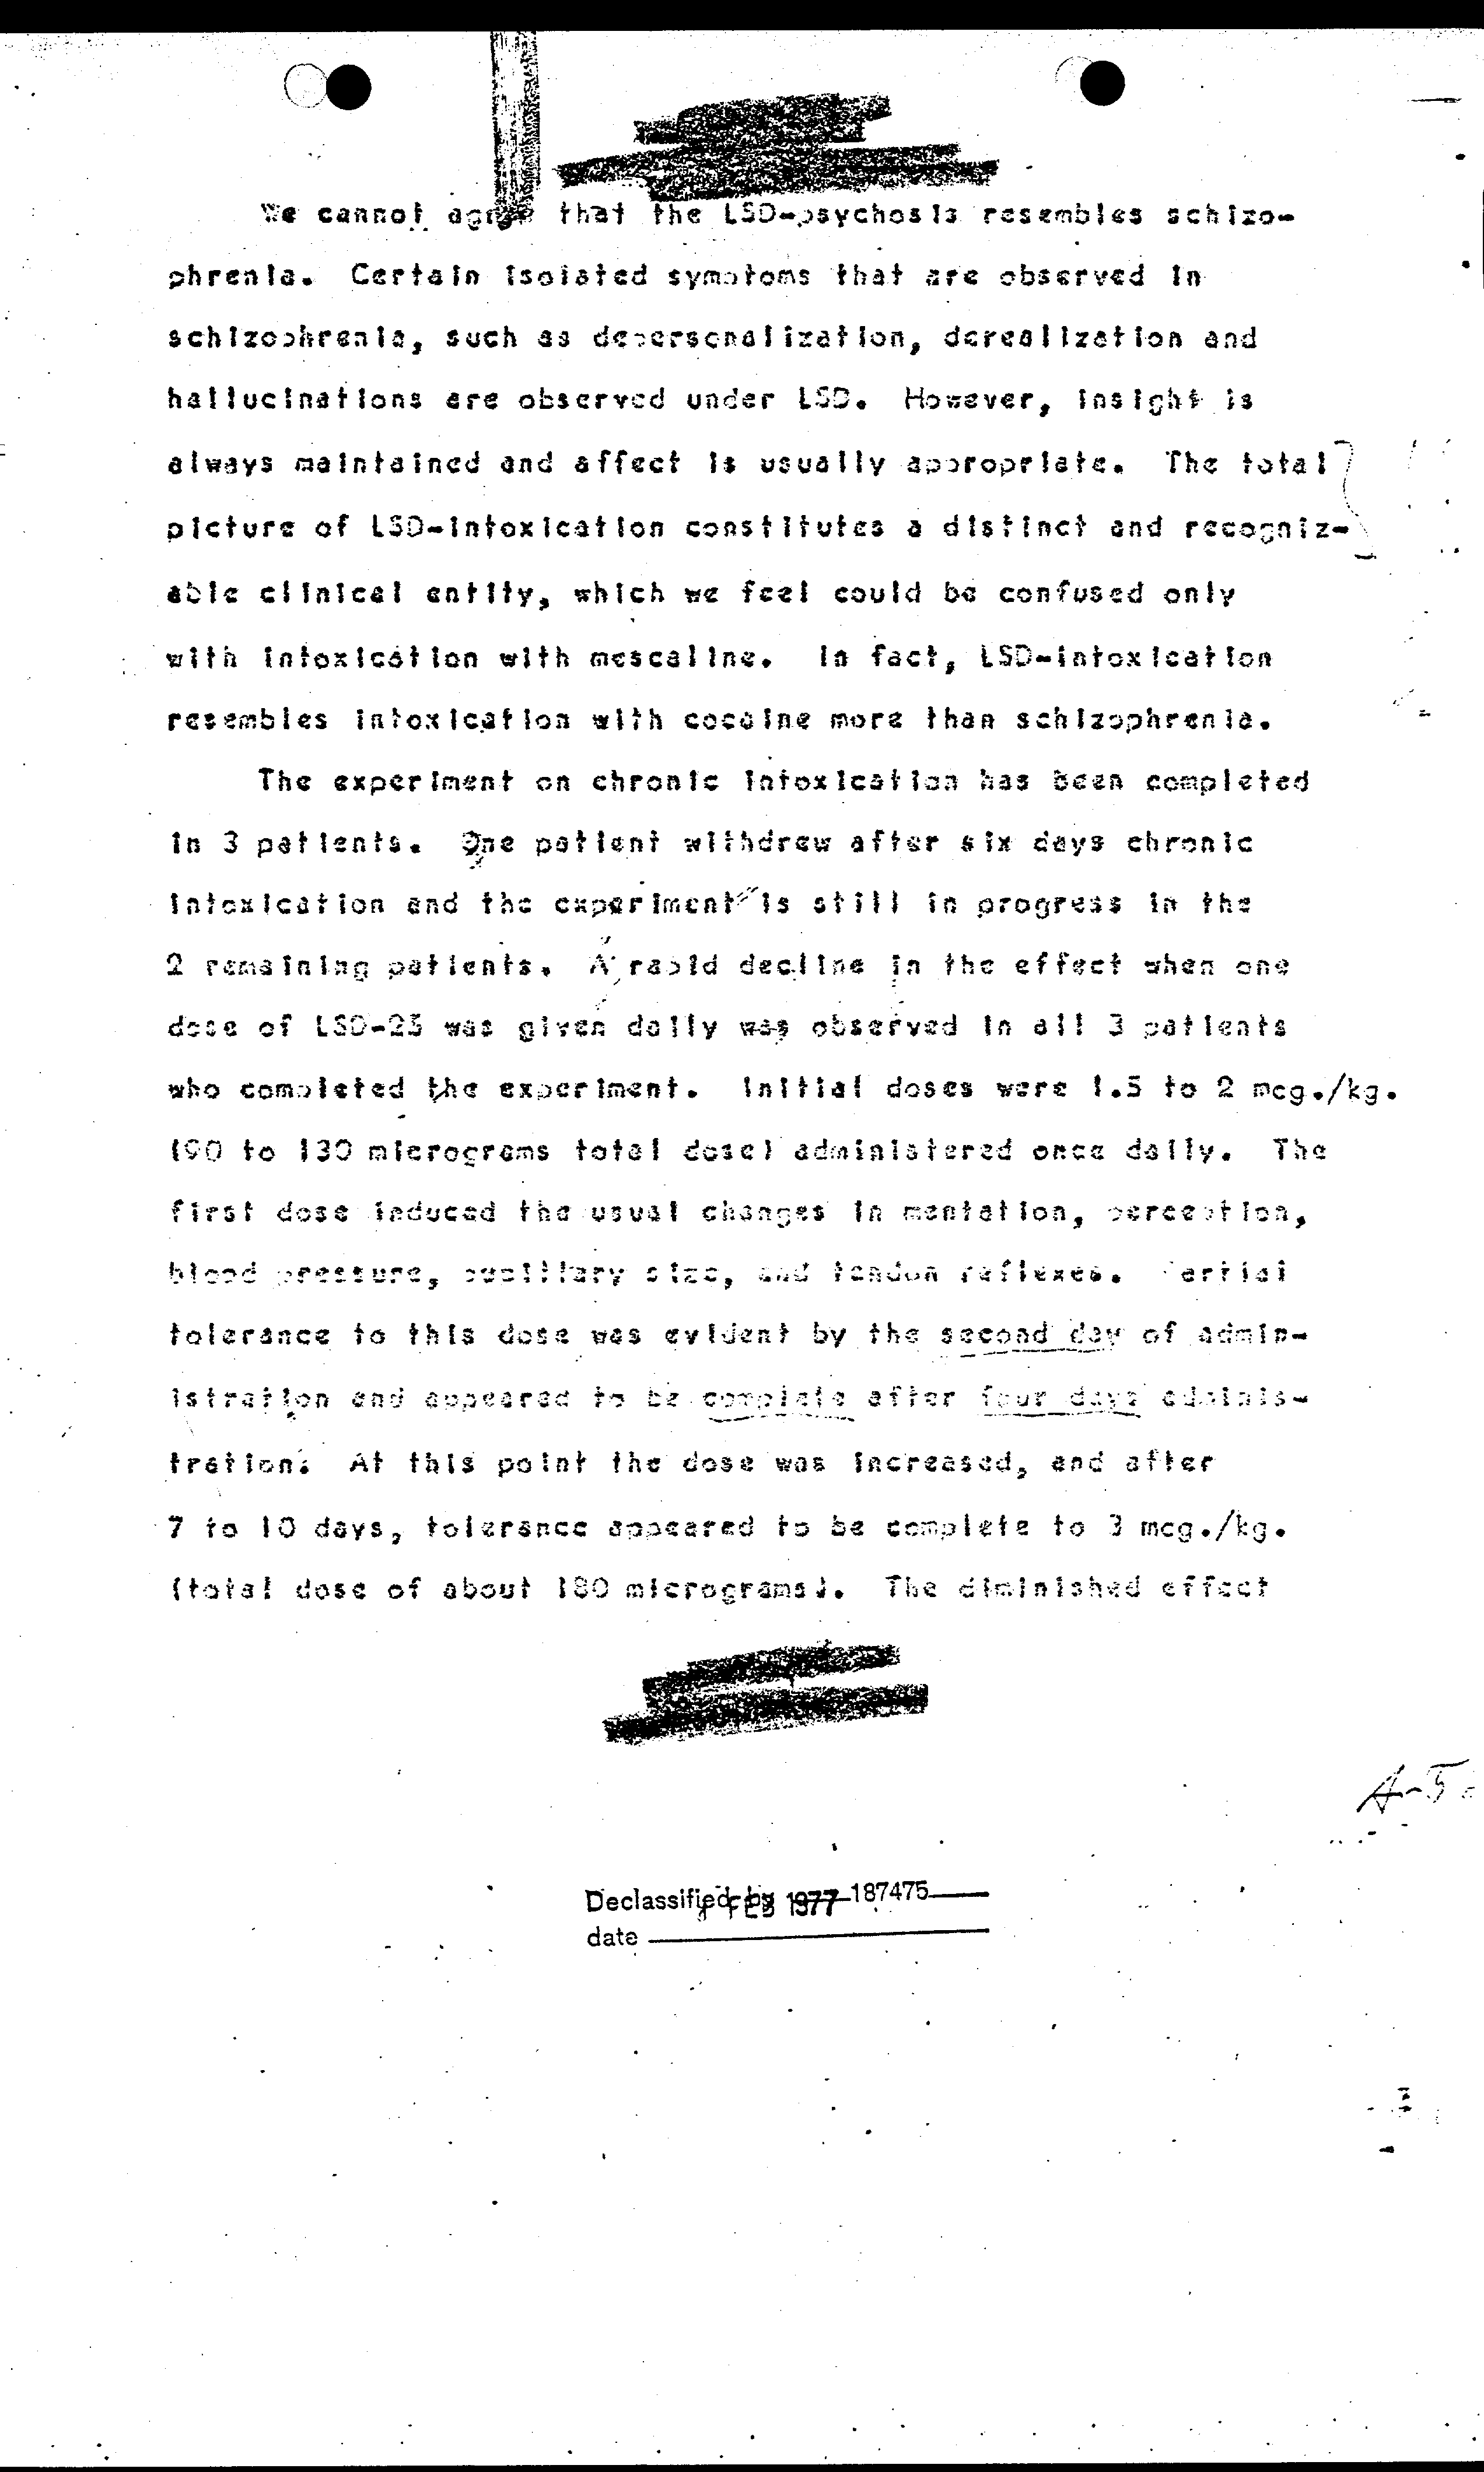 We cannot agree that the LSD-psychosis resembles schizo-
phrenia. Certain isolated symptoms that are observed in
schizophrenia, such as depersonalization, derealization and
hallucinations are observed under LSD. However, insight is
always maintained and affect is usually appropriate. The total
picture of LSD-intoxication constitutes a distinct and recogniz-
able clinical entity, which we feel could be confused only
with intoxication with mescaline. In fact, LSD-intoxication
resembles intoxication with cocaine more than schizophrenia.
The experiment on chronic intoxication has been completed
in 3 patients. One patient withdrew after six days chronic
intoxication and the experiment is still in progress in the
2 remaining patients. A rapid decline in the effect when one
dose of LSD-25 was given daily was observed in all 3 patients
who completed the experiment. Initial doses were 1.5 to 2 mcg./kg.
(90 to 130 micrograms total dose) administered once daily. The
first dose induced the usual changes in mentation, perception,
blood pressure, pupillary size, and tendon reflexes. Partial
tolerance to this dose was evident by the second day of admin-
istration and appeared to be complete after four days adminis-
tration. At this point the dose was increased, and after
7 to 10 days, tolerance appeared to be complete to 3 mcg./kg.
(total dose of about 180 micrograms). The diminished effect
A-5
Declassified by 187475
FEB 1977
date